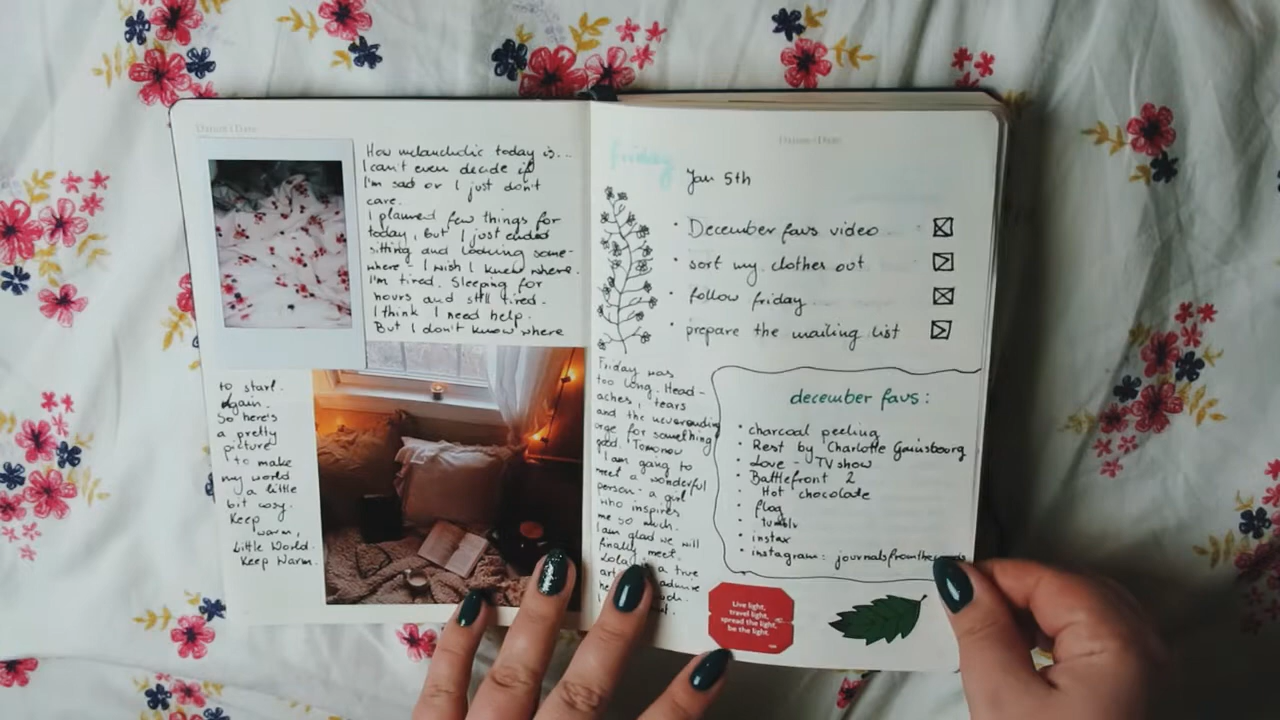 How melancholic today is...
I can't even decide if
I'm sad or I just don't
care.
I planned few things for
today, but I just ended
sitting and looking some-
where - I wish I knew where.
I'm tired. Sleeping for
hours and still tired.
I think I need help.
But I don't know where
to start.
Again.
So here's
a pretty
picture
to make
my world
a little
bit cosy.
Keep
warm,
Little World.
Keep Warm.
friday
Jan 5th
• December favs video
• sort my clothes out
• follow friday
• prepare the mailing list
Friday was
too long. Head-
aches, tears
and the neverending
urge for something
good. Tomorrow
I am going to
meet a wonderful
person - a girl
who inspires
me so much.
I am glad we will
finally meet.
Lola is a true
december favs:
• charcoal peeling
• Rest by Charlotte Gainsbourg
• Love - TV show
• Battlefront 2
• Hot chocolate
• flog
• tumblr
• instax
• instagram:
Live light,
travel light,
spread the light,
be the light.